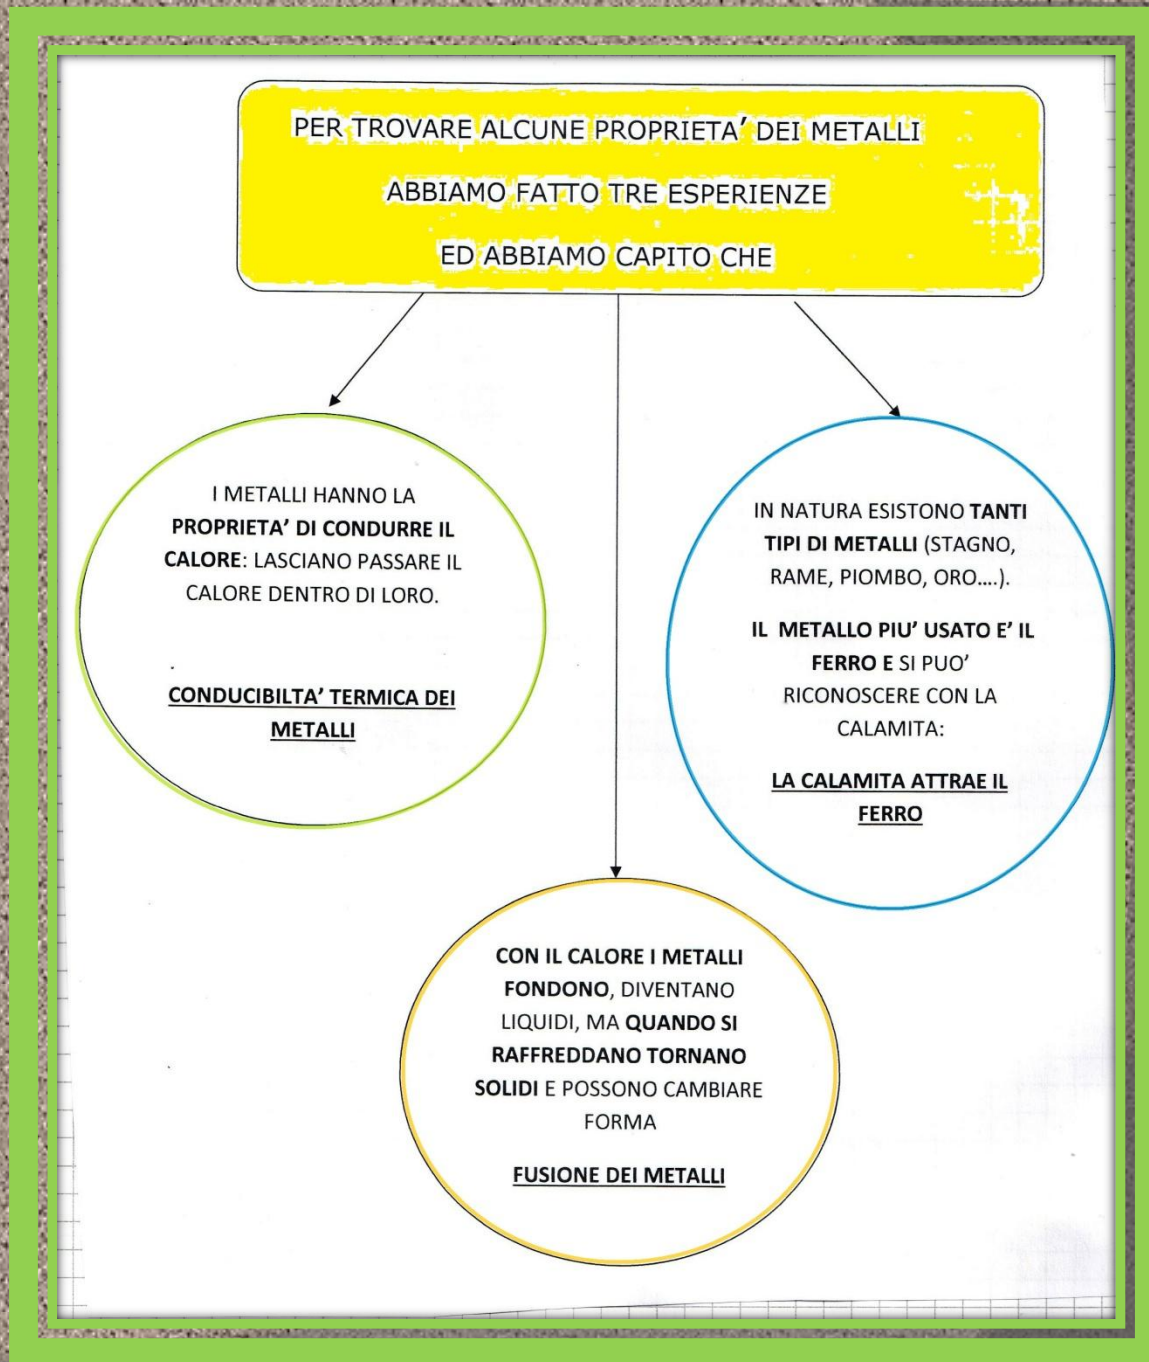 PER TROVARE ALCUNE PROPRIETA’ DEI METALLI
ABBIAMO FATTO TRE ESPERIENZE
ED ABBIAMO CAPITO CHE
I METALLI HANNO LA
PROPRIETA’ DI CONDURRE IL
CALORE: LASCIANO PASSARE IL
CALORE DENTRO DI LORO.
CONDUCIBILTA’ TERMICA DEI
METALLI
IN NATURA ESISTONO TANTI
TIPI DI METALLI (STAGNO,
RAME, PIOMBO, ORO….).
IL METALLO PIU’ USATO E’ IL
FERRO E SI PUO’
RICONOSCERE CON LA
CALAMITA:
LA CALAMITA ATTRAE IL
FERRO
CON IL CALORE I METALLI
FONDONO, DIVENTANO
LIQUIDI, MA QUANDO SI
RAFFREDDANO TORNANO
SOLIDI E POSSONO CAMBIARE
FORMA
FUSIONE DEI METALLI